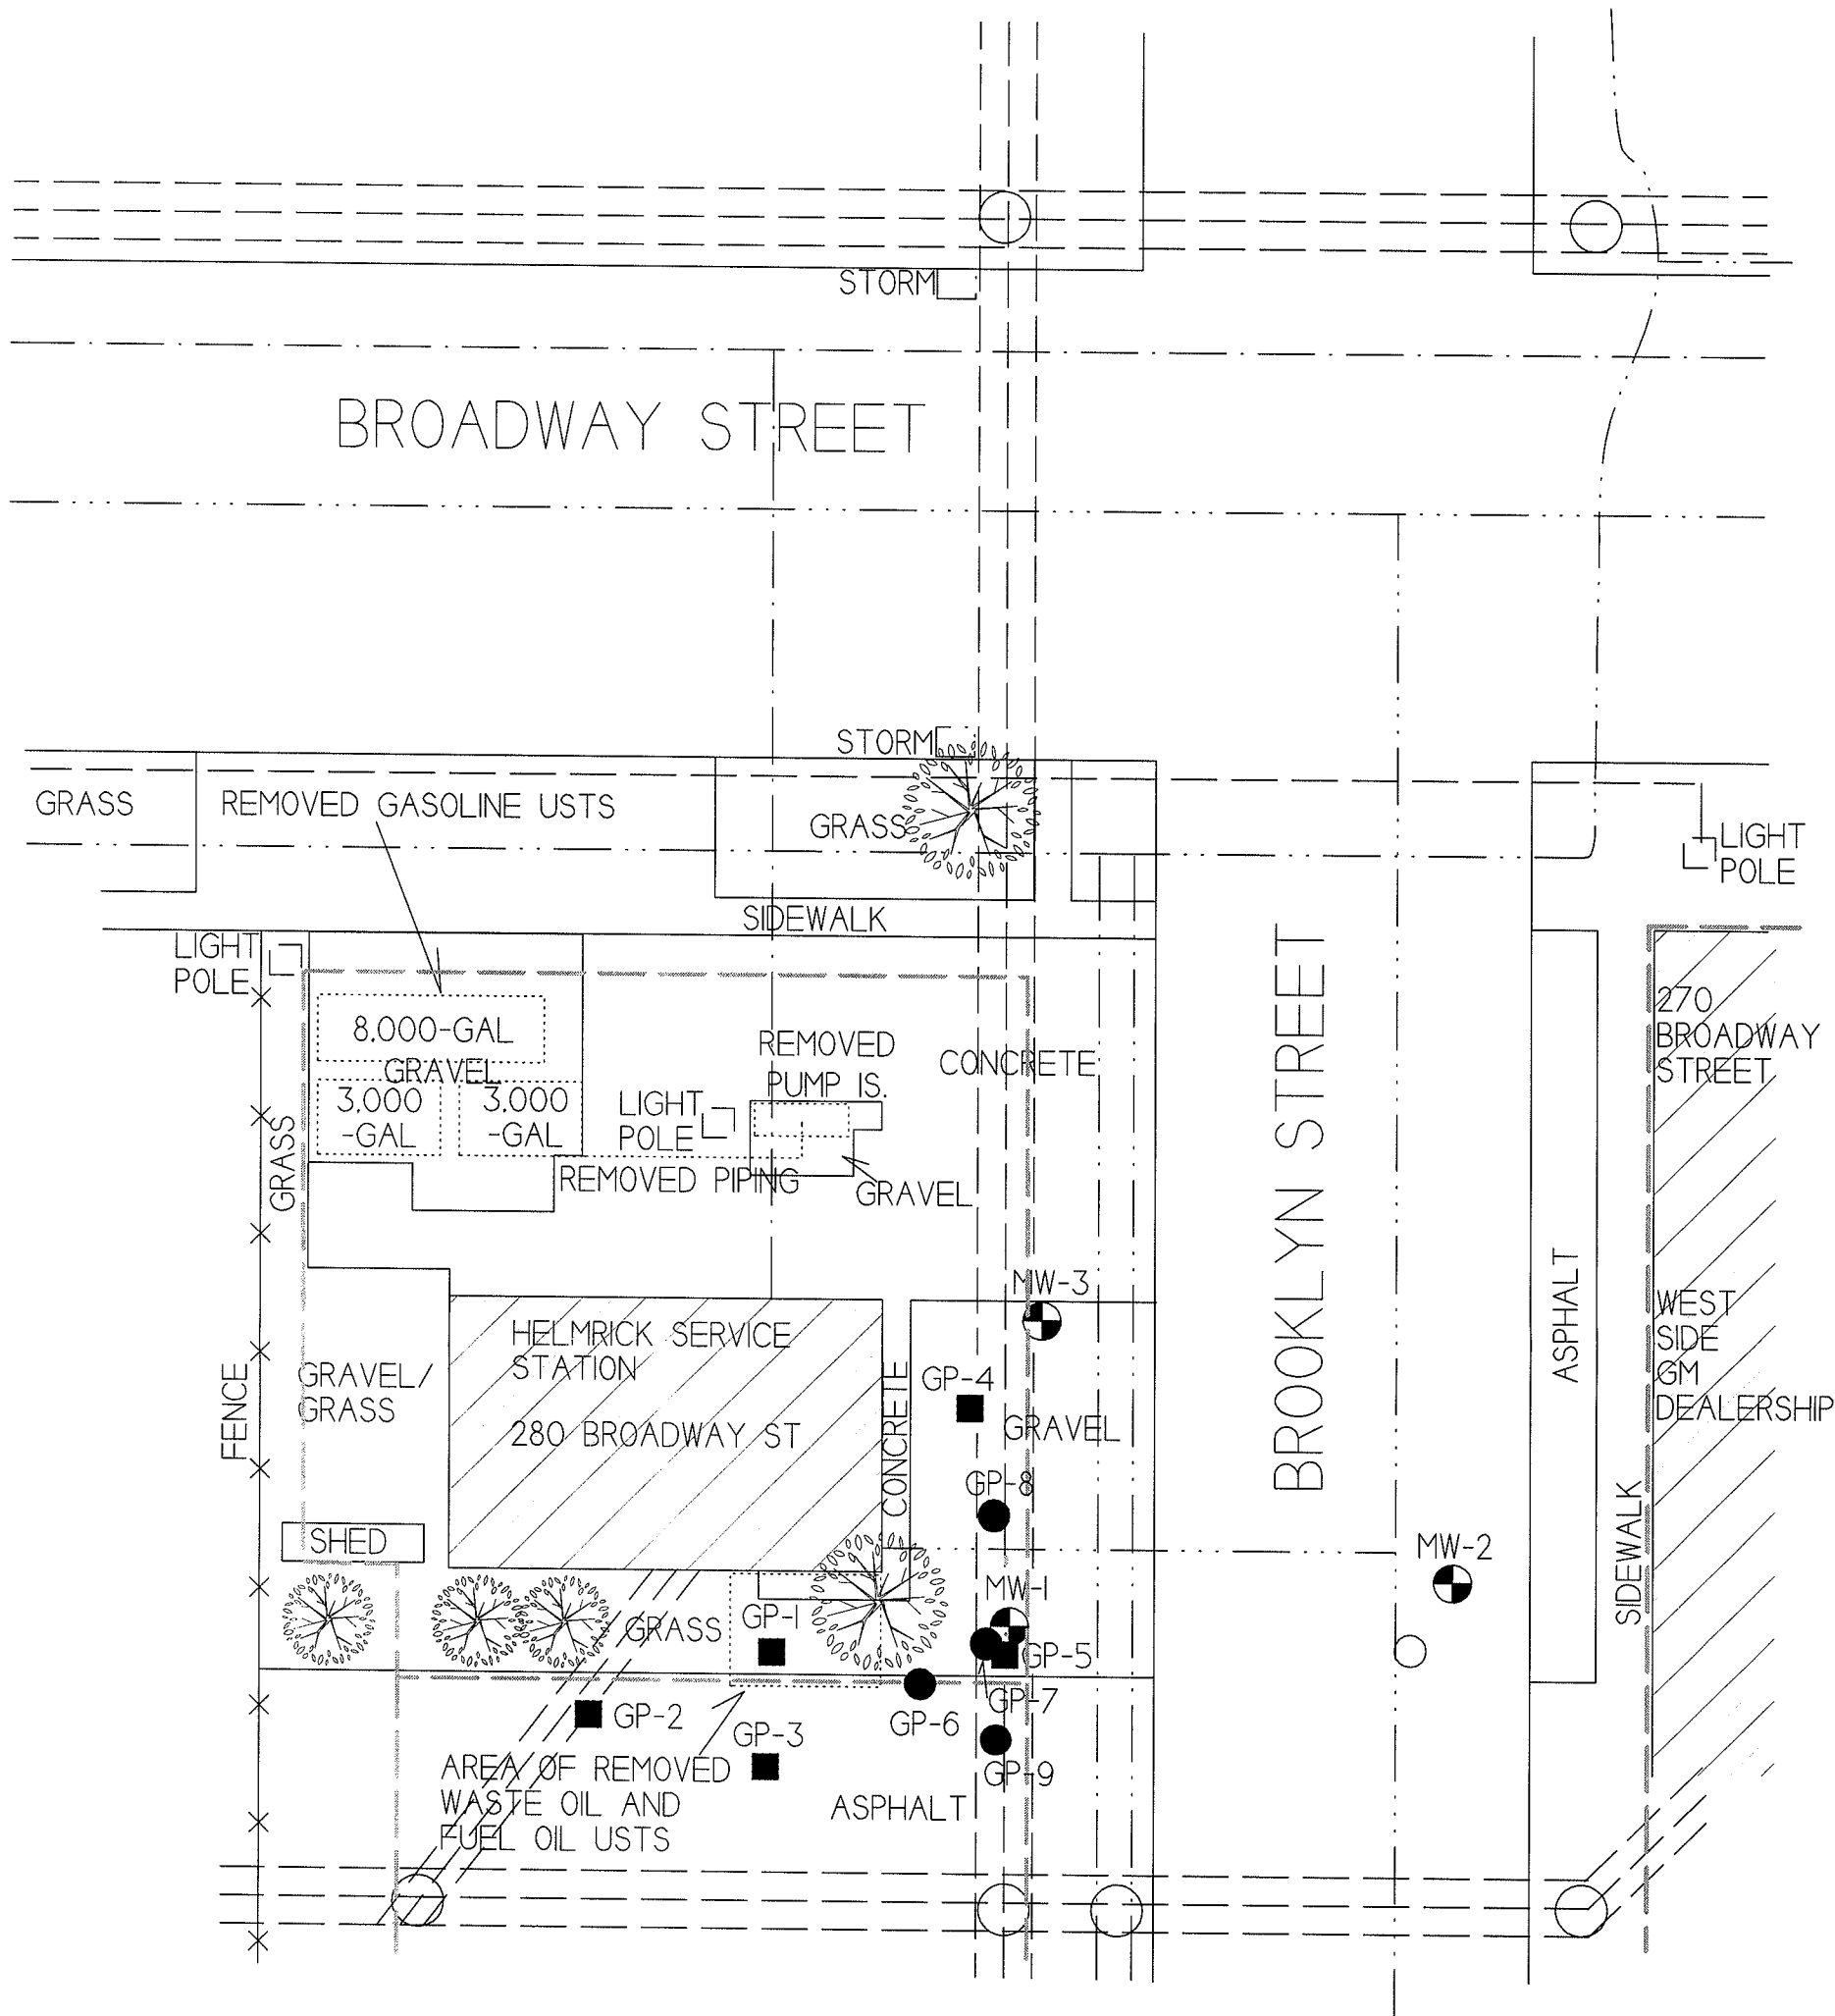 STORM
BROADWAY STREET
STORM
GRASS
REMOVED GASOLINE USTS
GRASS
LIGHT
POLE
SIDEWALK
LIGHT
POLE
8,000-GAL
GRAVEL
3,000
-GAL
3,000
-GAL
REMOVED
PUMP IS.
CONCRETE
LIGHT
POLE
REMOVED PIPING
GRAVEL
GRASS
BROOKLYN STREET
270
BROADWAY
STREET
MW-3
HELMRICK SERVICE
STATION
280 BROADWAY ST
GRAVEL/
GRASS
FENCE
CONCRETE
GP-4
GRAVEL
GP-8
ASPHALT
WEST
SIDE
GM
DEALERSHIP
SIDEWALK
SHED
MW-2
MW-1
GRASS
GP-1
GP-5
GP-7
GP-2
GP-6
GP-3
GP-9
AREA OF REMOVED
WASTE OIL AND
FUEL OIL USTS
ASPHALT